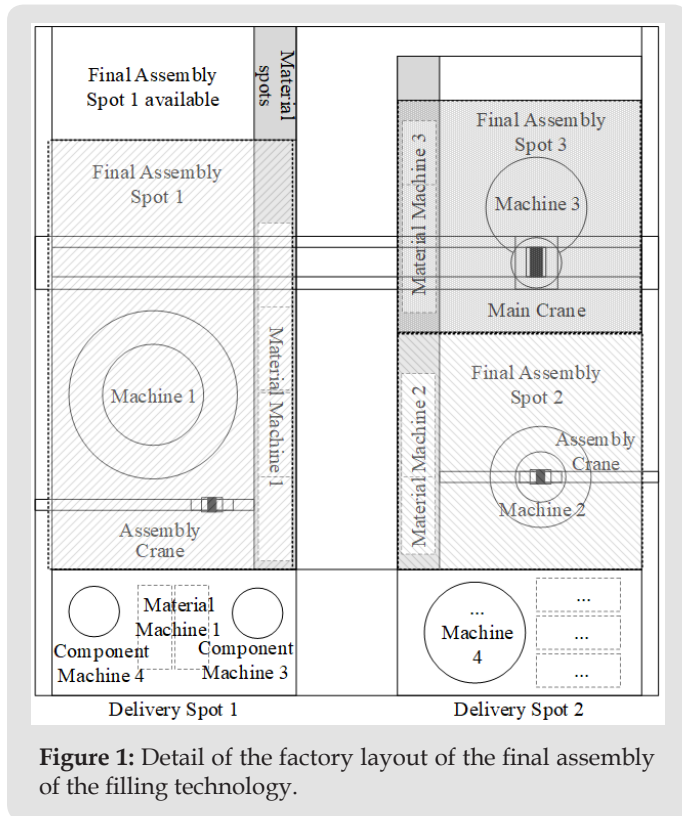 Final Assembly
Spot 1 available
Material
spots
Final Assembly
Spot 1
Machine 1
Material Machine 1
Assembly
Crane
Material
Machine 1
Component
Machine 4
Component
Machine 3
Delivery Spot 1
Final Assembly
Spot 3
Material Machine 3
Machine 3
Main Crane
Final Assembly
Spot 2
Material Machine 2
Assembly
Crane
Machine 2
...
Machine
4
...
...
...
Delivery Spot 2
Figure 1: Detail of the factory layout of the final assembly
of the filling technology.